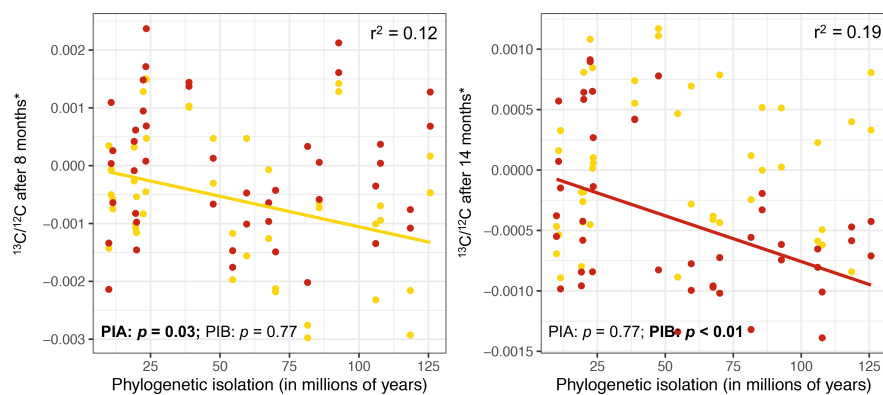 r² = 0.12
0.002
0.001
0.000
−0.001
−0.002
−0.003
¹³C/¹²C after 8 months*
PIA: p = 0.03; PIB: p = 0.77
25
50
75
100
125
Phylogenetic isolation (in millions of years)
r² = 0.19
0.0010
0.0005
0.0000
−0.0005
−0.0010
−0.0015
¹³C/¹²C after 14 months*
PIA: p = 0.77; PIB: p < 0.01
25
50
75
100
125
Phylogenetic isolation (in millions of years)